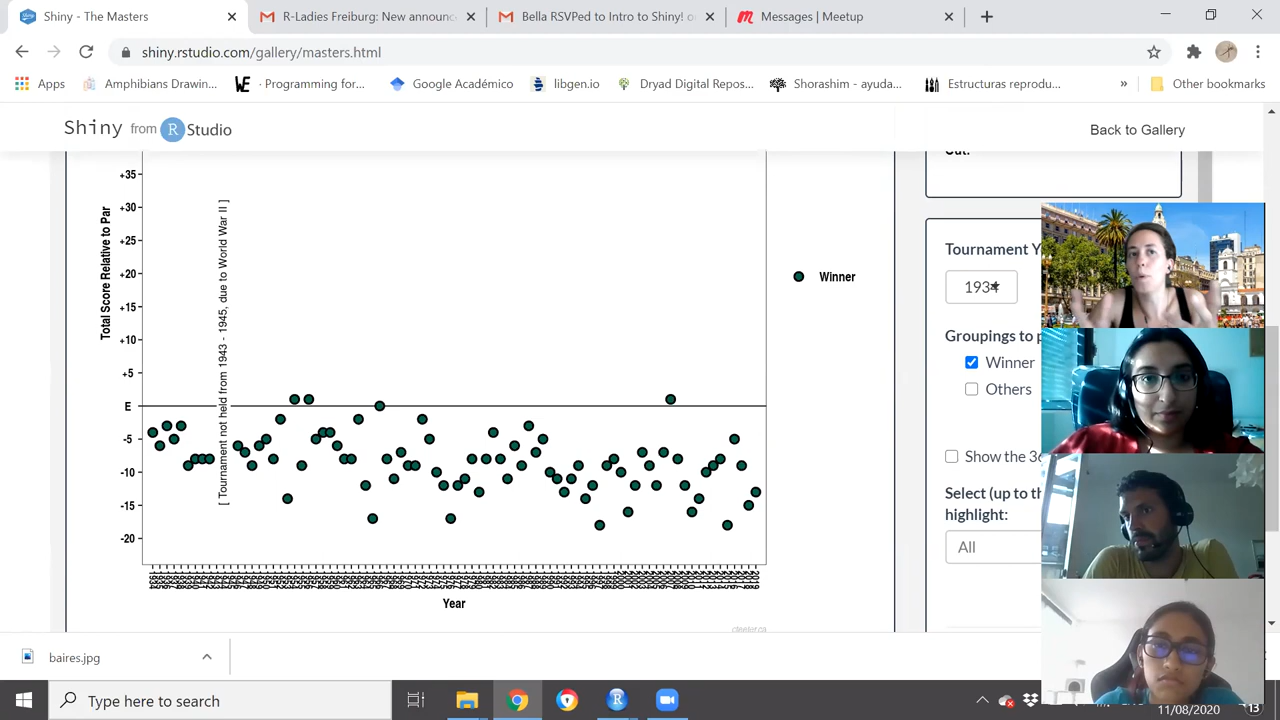 Shiny - The Masters
R-Ladies Freiburg: New announc
Bella RSVPed to Intro to Shiny! o
Messages | Meetup
shiny.rstudio.com/gallery/masters.html
Apps
Amphibians Drawin...
WE
· Programming for...
Google Académico
libgen.io
Dryad Digital Repos...
Shorashim - ayuda...
Estructuras reprodu...
»
Other bookmarks
Shiny from R Studio
Back to Gallery
Cut:
Total Score Relative to Par
+35
+30
+25
+20
+15
+10
+5
E
-5
-10
-15
-20
[ Tournament not held from 1943 - 1945, due to World War II ]
Winner
Year
Tournament Y
1934
Groupings to p
Winner
Others
Show the 36
Select (up to th
highlight:
All
baires.jpg
Type here to search
11/08/2020
13